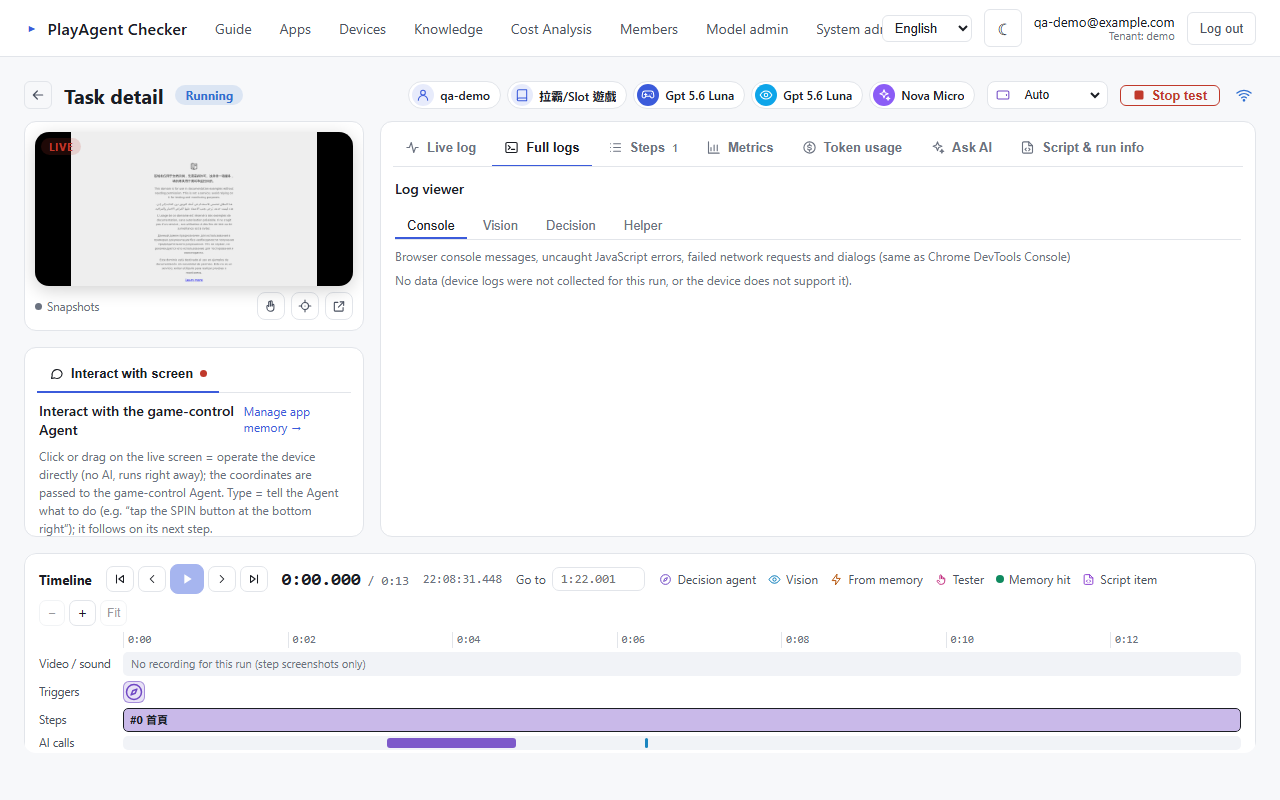 PlayAgent Checker
Guide
Apps
Devices
Knowledge
Cost Analysis
Members
Model admin
System adn
English
qa-demo@example.com
Tenant: demo
Log out
Task detail
Running
qa-demo
拉霸/Slot 遊戲
Gpt 5.6 Luna
Gpt 5.6 Luna
Nova Micro
Auto
Stop test
LIVE
Snapshots
Interact with screen
Interact with the game-control
Agent
Manage app
memory →
Click or drag on the live screen = operate the device
directly (no AI, runs right away); the coordinates are
passed to the game-control Agent. Type = tell the Agent
what to do (e.g. “tap the SPIN button at the bottom
right”); it follows on its next step.
Live log
Full logs
Steps 1
Metrics
Token usage
Ask AI
Script & run info
Log viewer
Console
Vision
Decision
Helper
Browser console messages, uncaught JavaScript errors, failed network requests and dialogs (same as Chrome DevTools Console)
No data (device logs were not collected for this run, or the device does not support it).
Timeline
0:00.000 / 0:13
22:08:31.448
Go to
1:22.001
Decision agent
Vision
From memory
Tester
Memory hit
Script item
−
+
Fit
0:00
0:02
0:04
0:06
0:08
0:10
0:12
Video / sound
No recording for this run (step screenshots only)
Triggers
Steps
#0 首頁
AI calls